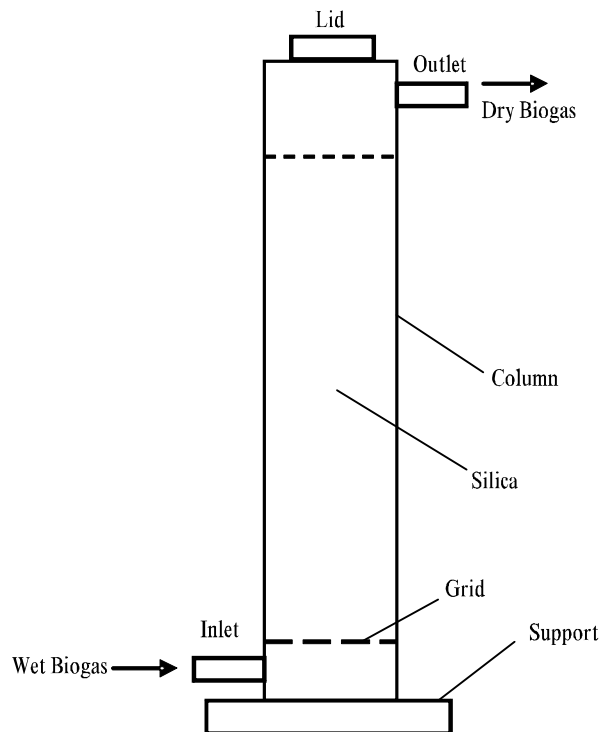 Lid
Outlet
Dry Biogas
Column
Silica
Grid
Inlet
Support
Wet Biogas